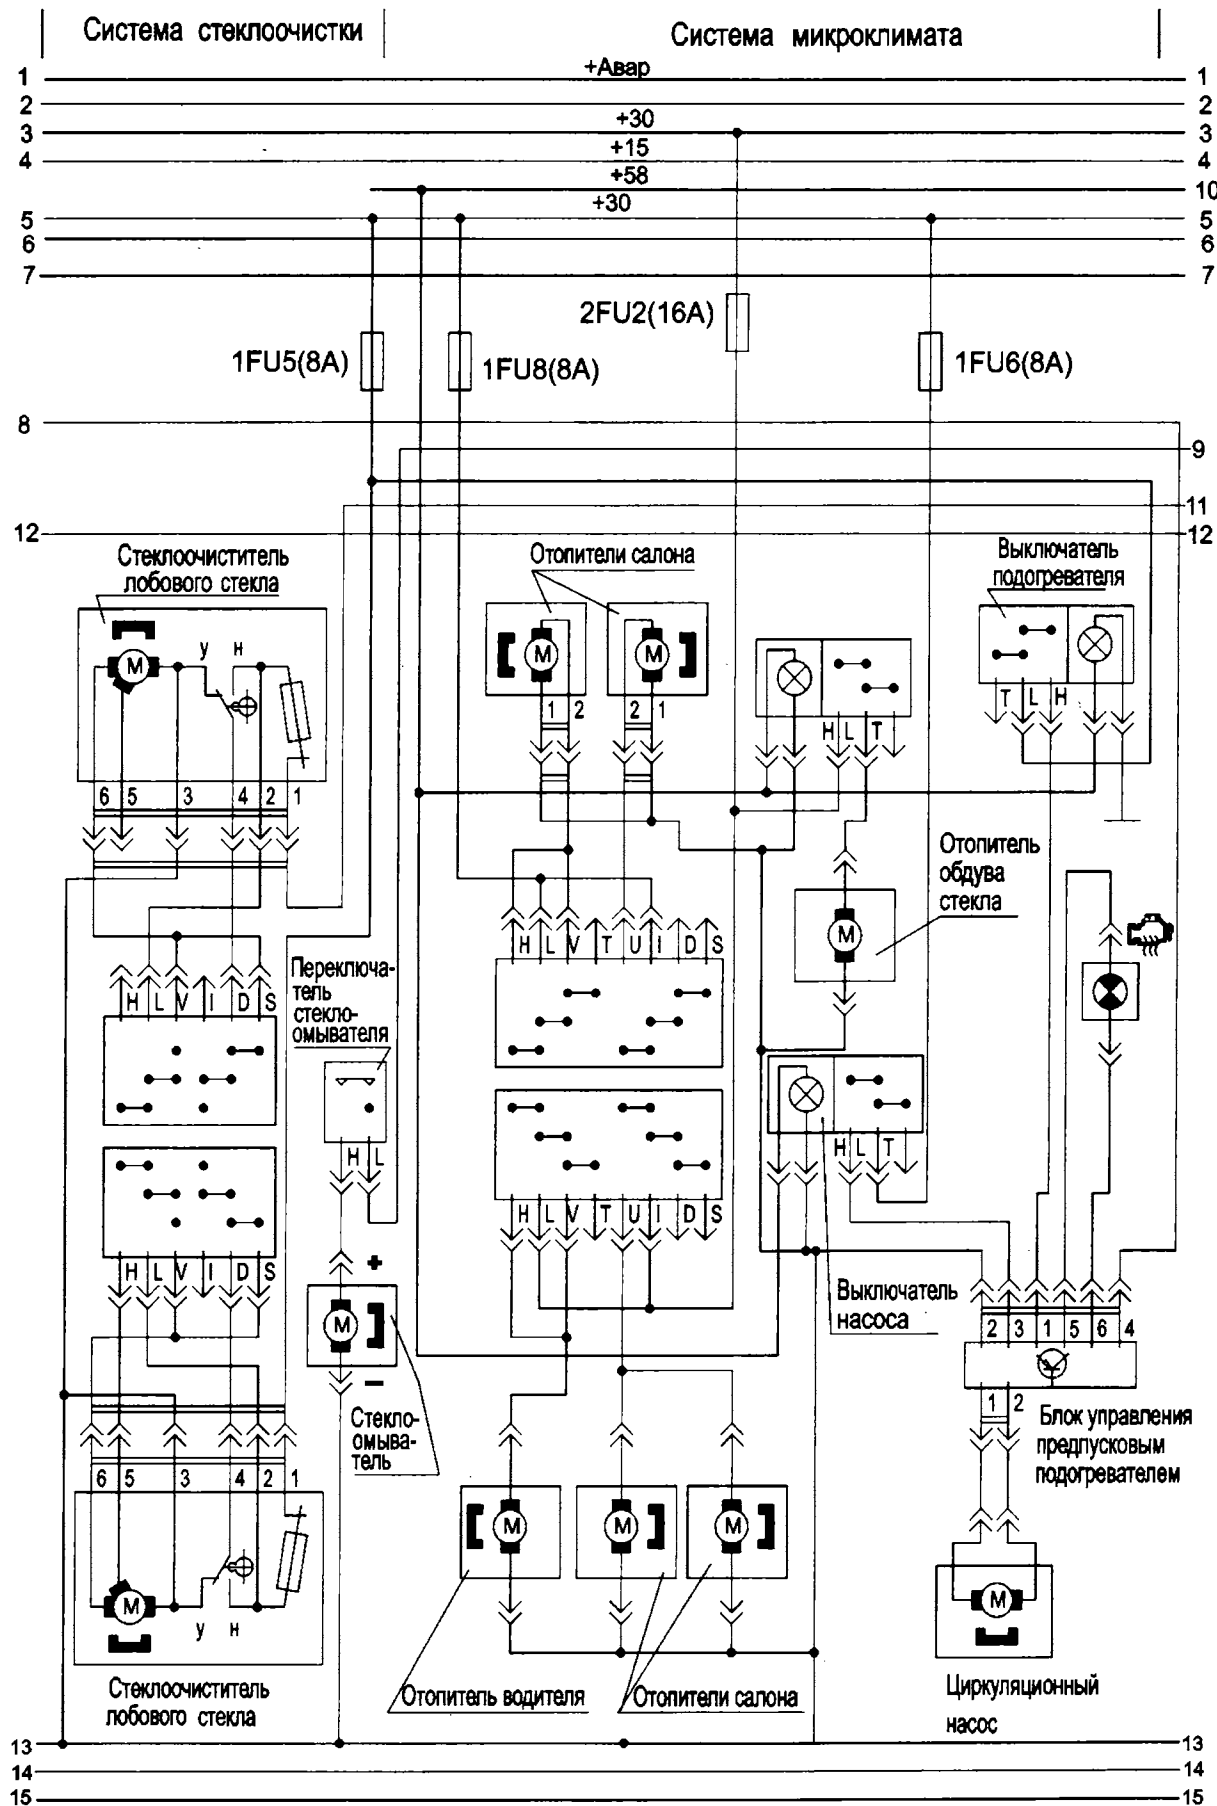 Система стеклоочистки
Система микроклимата
1 +Авар 1
2 2
3 +30 3
4 +15 4
+58 10
5 +30 5
6 6
7 7
2FU2(16А)
1FU5(8А)
1FU8(8А)
1FU6(8А)
8
9
11
12 12
Стеклоочиститель
лобового стекла
Отопители салона
Выключатель
подогревателя
М
у н
М
М
6 5 3 4 2 1
1 2
2 1
H L T
T L H
Отопитель
обдува
стекла
М
H L V I D S
H L V T U I D S
Переключа-
тель
стекло-
омывателя
H L
H L T
H L V I D S
H L V T U I D S
+
М
−
Выключатель
насоса
2 3 1 5 6 4
1 2
Стекло-
омыва-
тель
Блок управления
предпусковым
подогревателем
6 5 3 4 2 1
М
у н
М
М
М
М
Стеклоочиститель
лобового стекла
Отопитель водителя
Отопители салона
Циркуляционный
насос
13 13
14 14
15 15